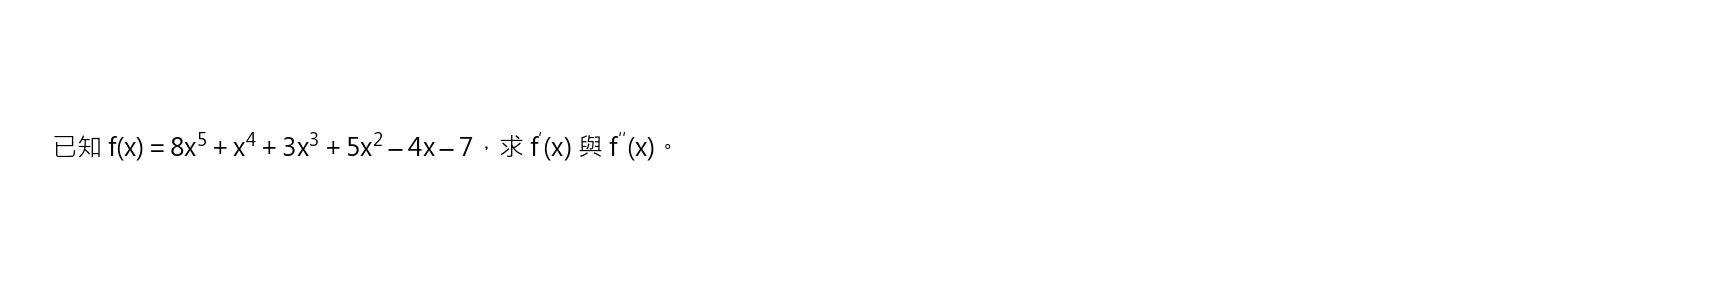 已知 f(x) = 8x⁵ + x⁴ + 3x³ + 5x² – 4x – 7，求 f′(x) 與 f′′(x)。